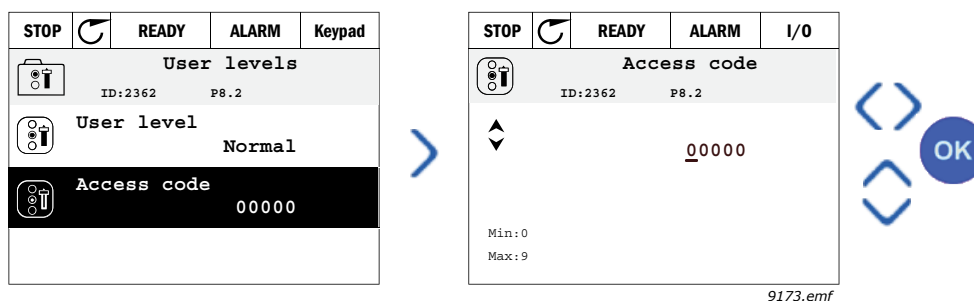 STOP READY ALARM Keypad
User levels
ID:2362 P8.2
User level
Normal
Access code
00000
STOP READY ALARM I/O
Access code
ID:2362 P8.2
00000
Min:0
Max:9
OK
9173.emf